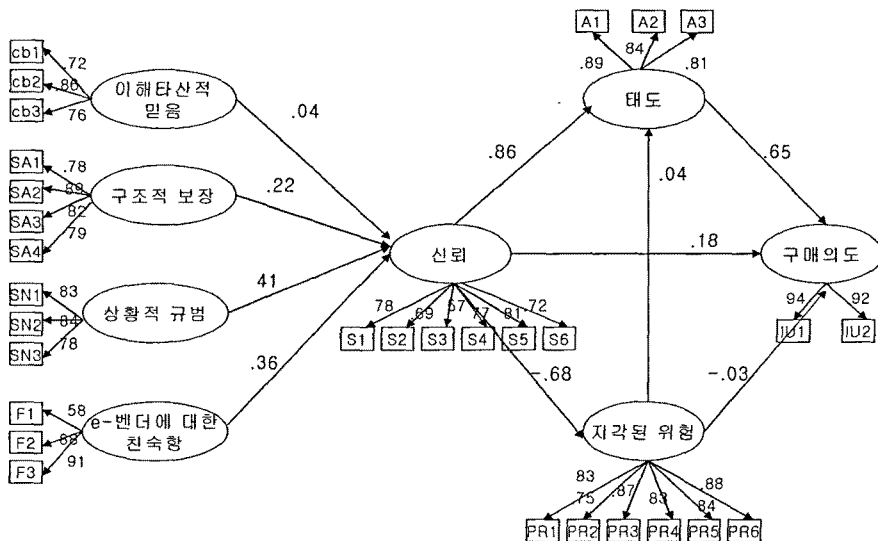 A1 A2 A3
.89 84 .81
태도
cb1
cb2
cb3
.72
.86
76
이해타산적
믿음
.04
SA1
SA2
SA3
SA4
.78
.89
82
79
구조적 보장
.22
SN1
SN2
SN3
83
84
78
상황적 규범
41
F1
F2
F3
58
88
91
e-벤더에 대한
친숙함
.36
신뢰
.86
.04
.65
.18
구매의도
94 92
IU1 IU2
78 .69 .57 77 .81 .72
S1 S2 S3 S4 S5 S6
-.68
-.03
지각된 위험
83 75 .87 83 84 .88
PR1 PR2 PR3 PR4 PR5 PR6